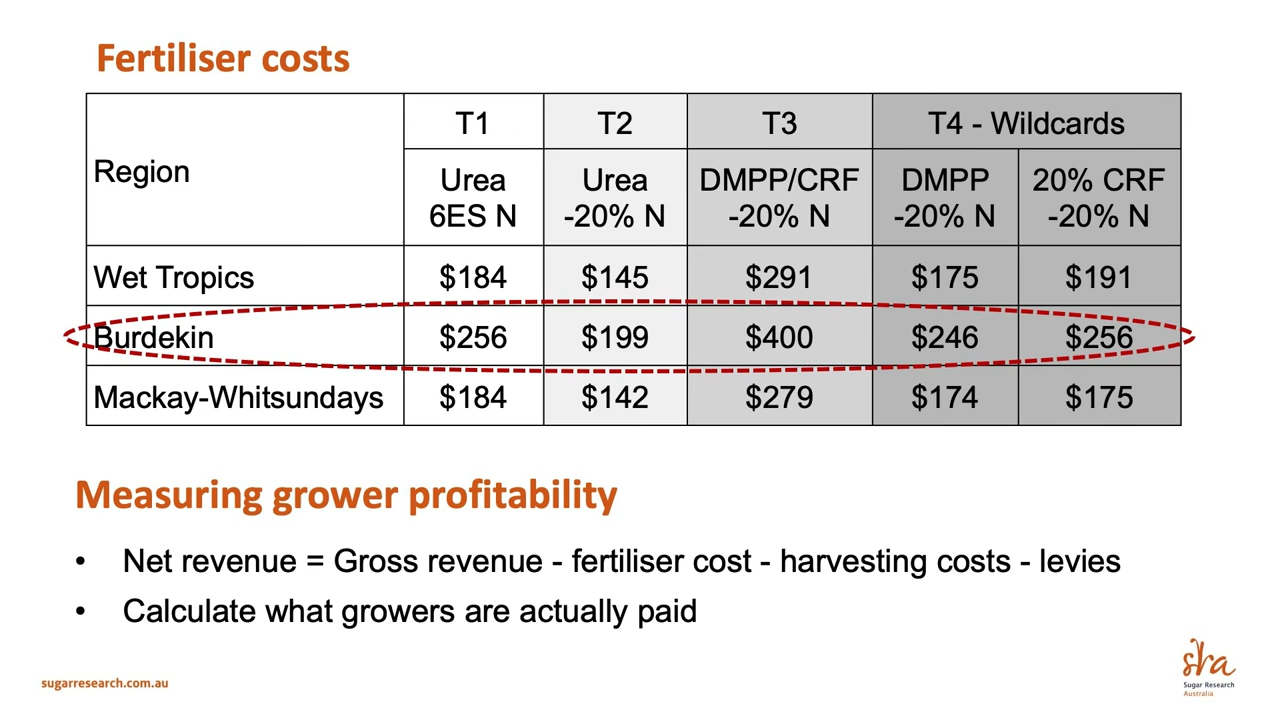 Fertiliser costs
Region
T1
T2
T3
T4 - Wildcards
Urea
6ES N
Urea
-20% N
DMPP/CRF
-20% N
DMPP
-20% N
20% CRF
-20% N
Wet Tropics $184 $145 $291 $175 $191
Burdekin $256 $199 $400 $246 $256
Mackay-Whitsundays $184 $142 $279 $174 $175
Measuring grower profitability
• Net revenue = Gross revenue - fertiliser cost - harvesting costs - levies
• Calculate what growers are actually paid
sugarresearch.com.au
sra
Sugar Research
Australia